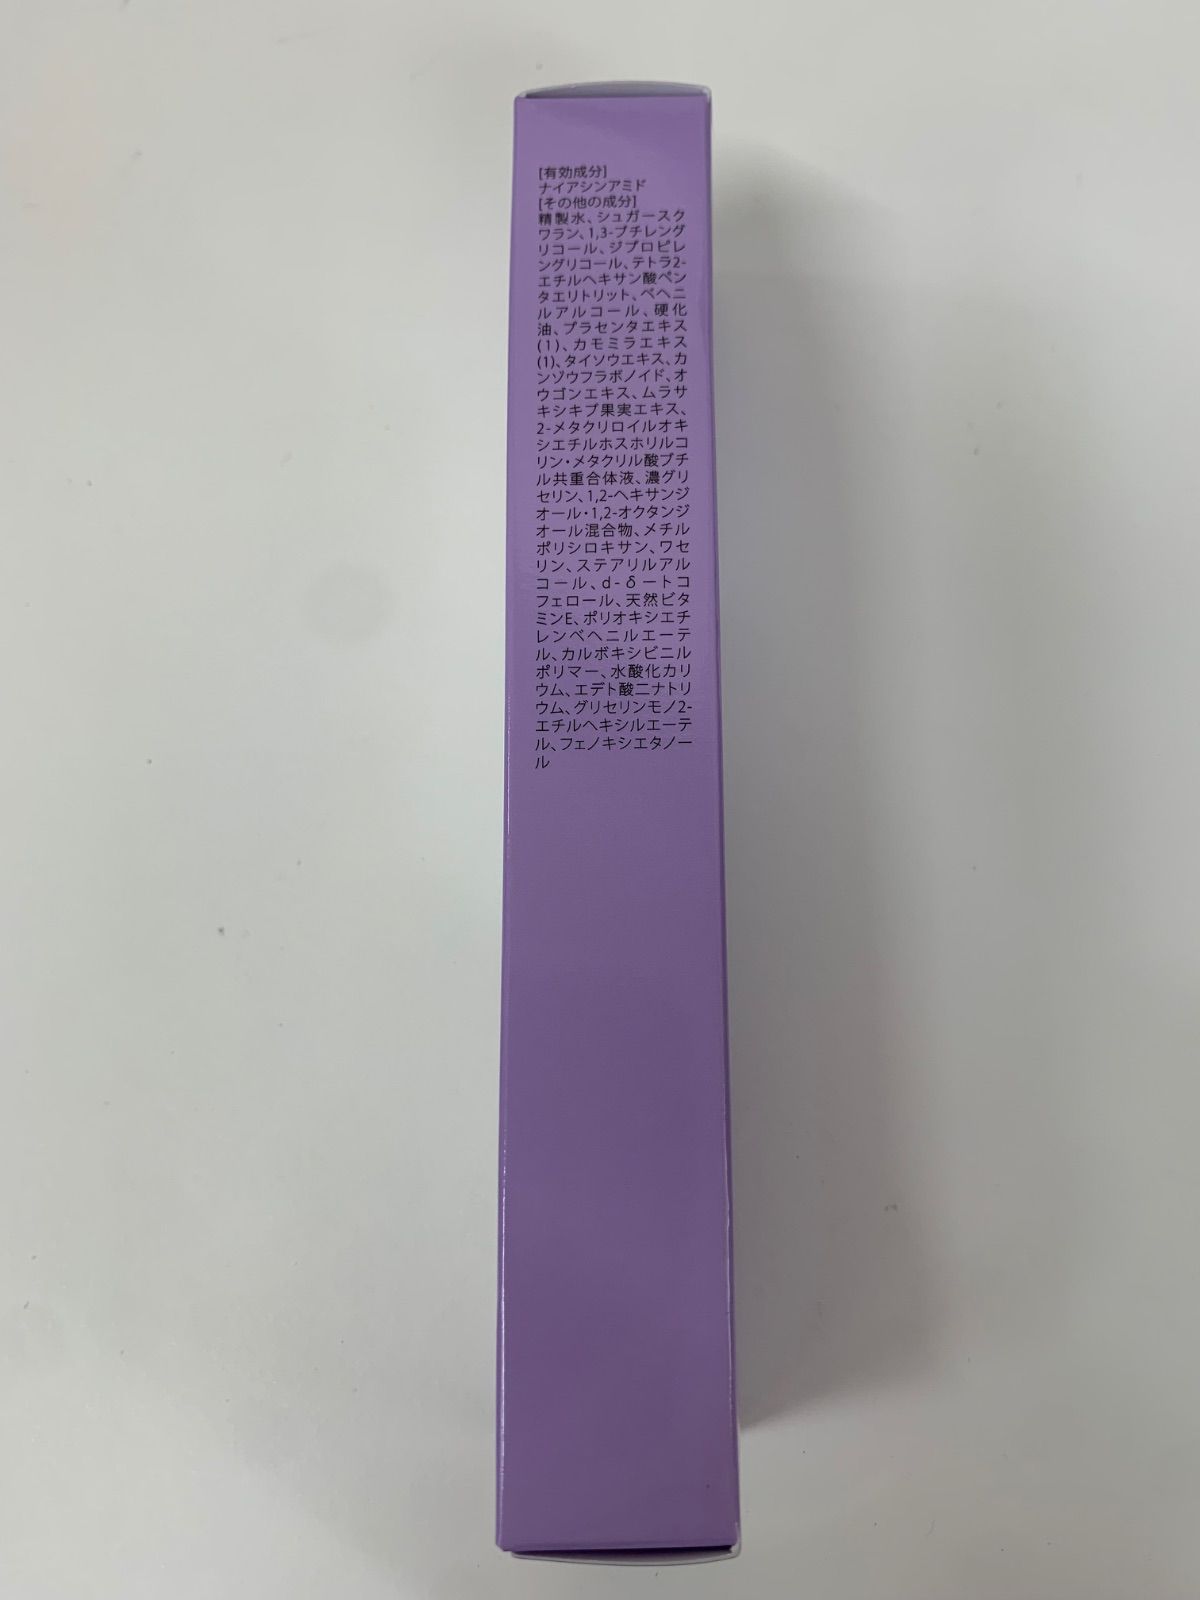 [有効成分]
ナイアシンアミド
[その他の成分]
精製水、シュガースク
ワラン、1,3-ブチレング
リコール、ジプロピレ
ングリコール、テトラ2-
エチルヘキサン酸ペン
タエリトリット、ベヘニ
ルアルコール、硬化
油、プラセンタエキス
(1)、カモミラエキス
(1)、タイソウエキス、カ
ンゾウフラボノイド、オ
ウゴンエキス、ムラサ
キシキブ果実エキス、
2-メタクリロイルオキ
シエチルホスホリルコ
リン・メタクリル酸ブチ
ル共重合体液、濃グリ
セリン、1,2-ヘキサンジ
オール・1,2-オクタンジ
オール混合物、メチル
ポリシロキサン、ワセ
リン、ステアリルアル
コール、d-δートコ
フェロール、天然ビタ
ミンE、ポリオキシエチ
レンベヘニルエーテ
ル、カルボキシビニル
ポリマー、水酸化カリ
ウム、エデト酸二ナトリ
ウム、グリセリンモノ2-
エチルヘキシルエーテ
ル、フェノキシエタノー
ル